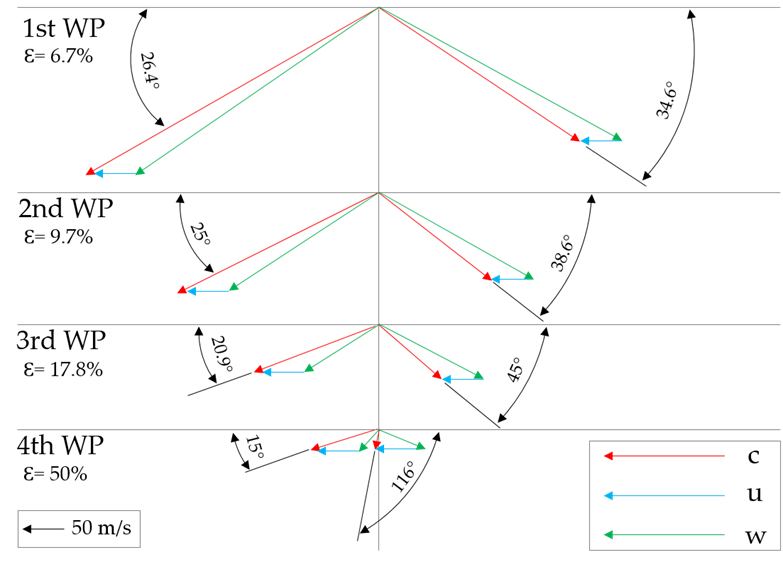 1st WP
Ɛ= 6.7%
26.4°
34.6°
2nd WP
Ɛ= 9.7%
25°
38.6°
3rd WP
Ɛ= 17.8%
20.9°
45°
4th WP
Ɛ= 50%
15°
116°
50 m/s
c
u
w